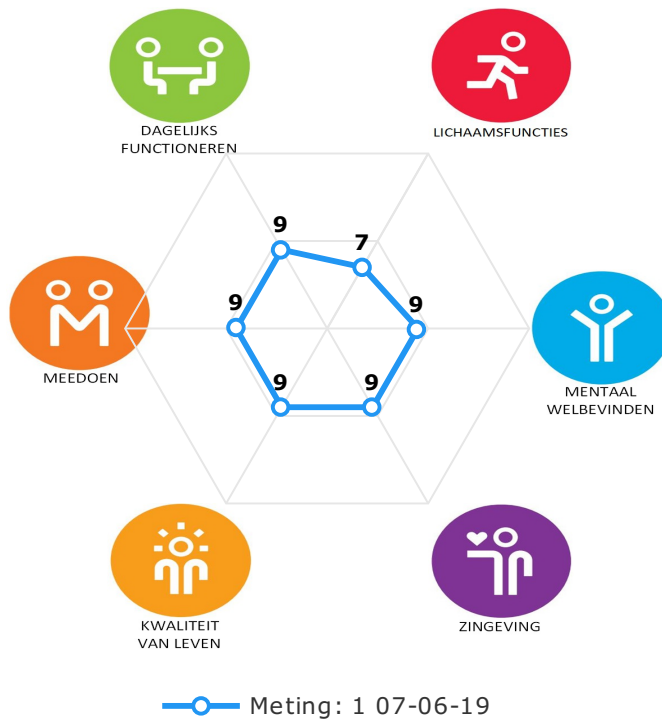 DAGELIJKS
FUNCTIONEREN
LICHAAMSFUNCTIES
9
7
9
9
9
9
MEEDOEN
MENTAAL
WELBEVINDEN
KWALITEIT
VAN LEVEN
ZINGEVING
Meting: 1 07-06-19